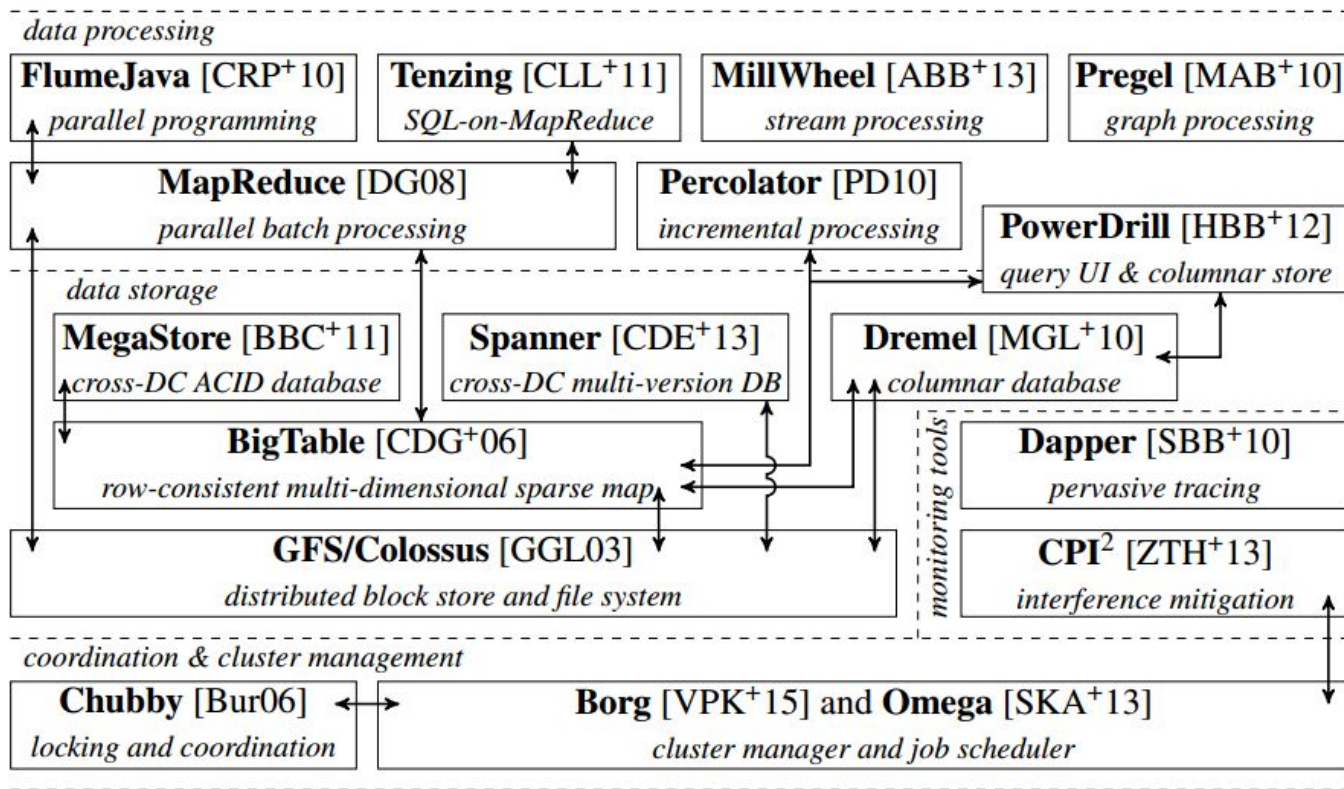 data processing
FlumeJava [CRP+10]
parallel programming
Tenzing [CLL+11]
SQL-on-MapReduce
MillWheel [ABB+13]
stream processing
Pregel [MAB+10]
graph processing
MapReduce [DG08]
parallel batch processing
Percolator [PD10]
incremental processing
PowerDrill [HBB+12]
query UI & columnar store
data storage
MegaStore [BBC+11]
cross-DC ACID database
Spanner [CDE+13]
cross-DC multi-version DB
Dremel [MGL+10]
columnar database
BigTable [CDG+06]
row-consistent multi-dimensional sparse map
monitoring tools
Dapper [SBB+10]
pervasive tracing
GFS/Colossus [GGL03]
distributed block store and file system
CPI² [ZTH+13]
interference mitigation
coordination & cluster management
Chubby [Bur06]
locking and coordination
Borg [VPK+15] and Omega [SKA+13]
cluster manager and job scheduler